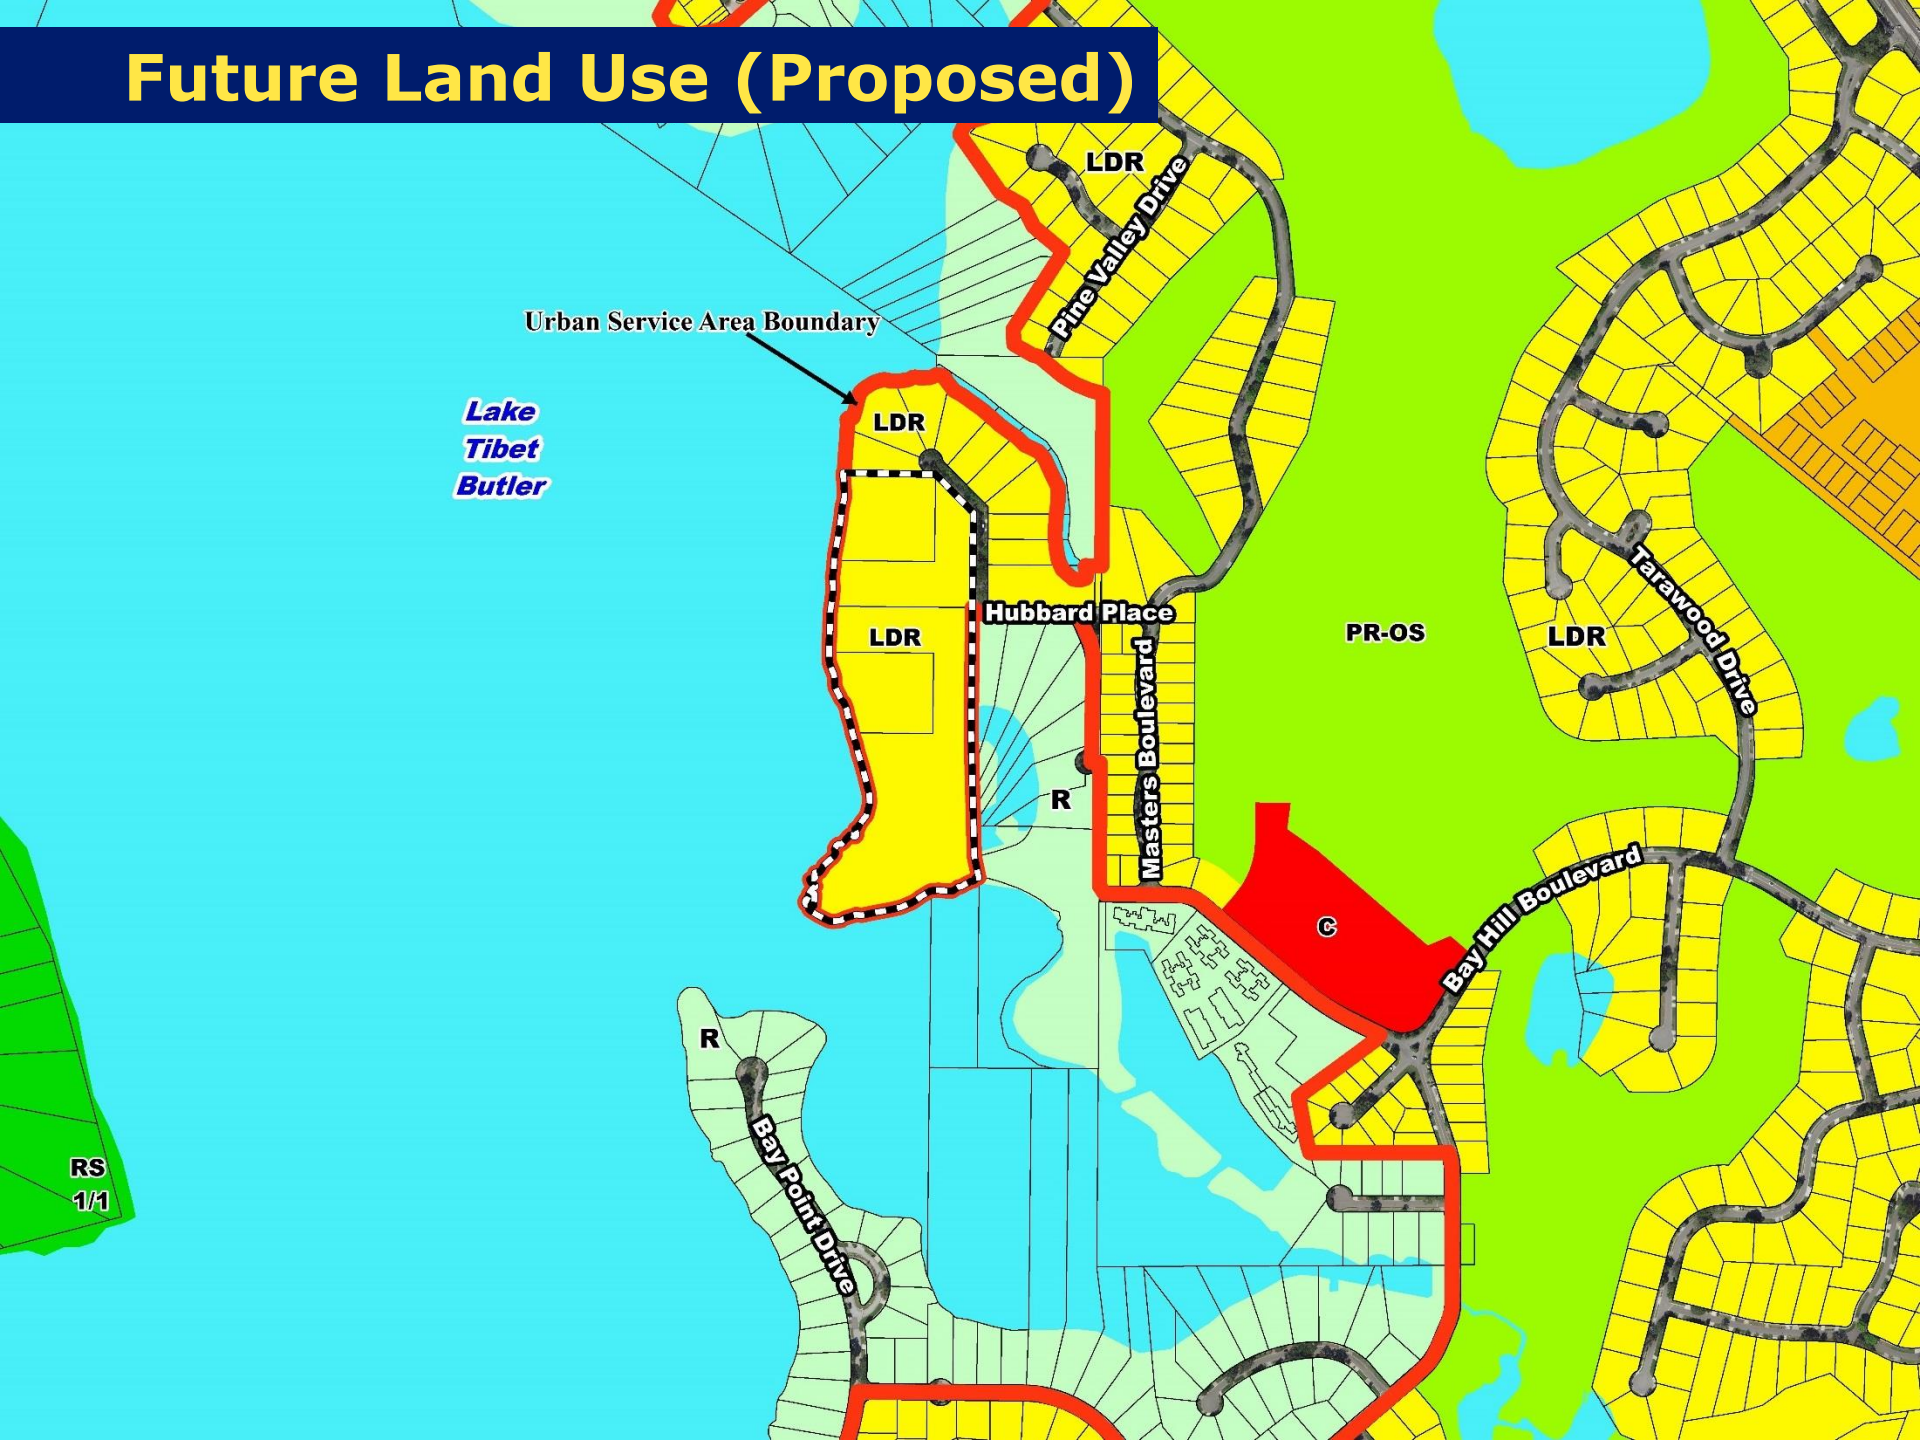 Future Land Use (Proposed)
LDR
Pine Valley Drive
Urban Service Area Boundary
Lake
Tibet
Butler
LDR
Hubbard Place
LDR
Masters Boulevard
PR-OS
LDR
Tarawood Drive
R
C
Bay Hill Boulevard
R
Bay Point Drive
RS
1/1